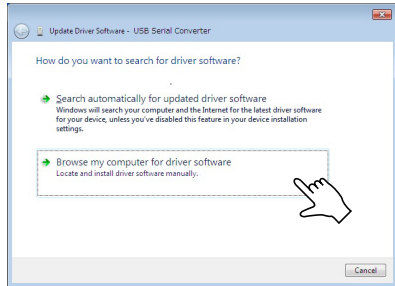 Update Driver Software - USB Serial Converter
How do you want to search for driver software?
Search automatically for updated driver software
Windows will search your computer and the Internet for the latest driver software
for your device, unless you've disabled this feature in your device installation
settings.
Browse my computer for driver software
Locate and install driver software manually.
Cancel